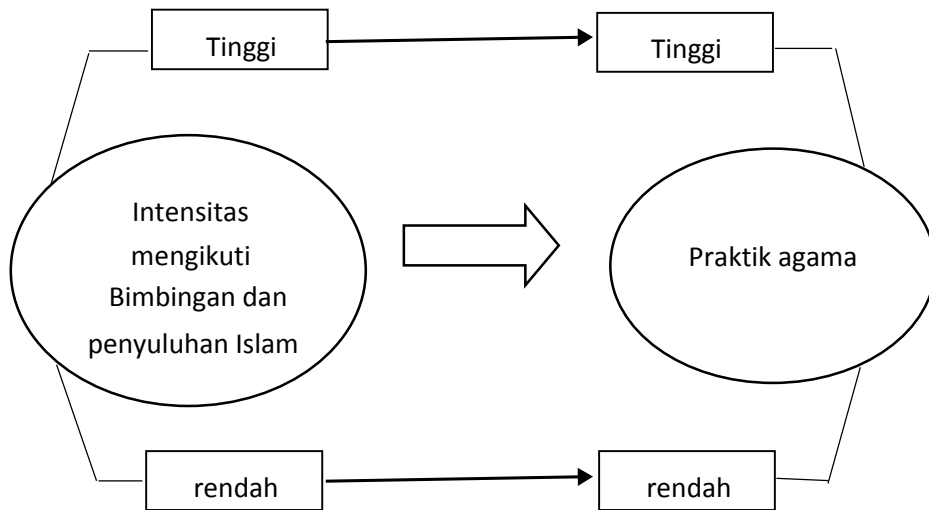 Tinggi
Tinggi
Intensitas
mengikuti
Bimbingan dan
penyuluhan Islam
Praktik agama
rendah
rendah